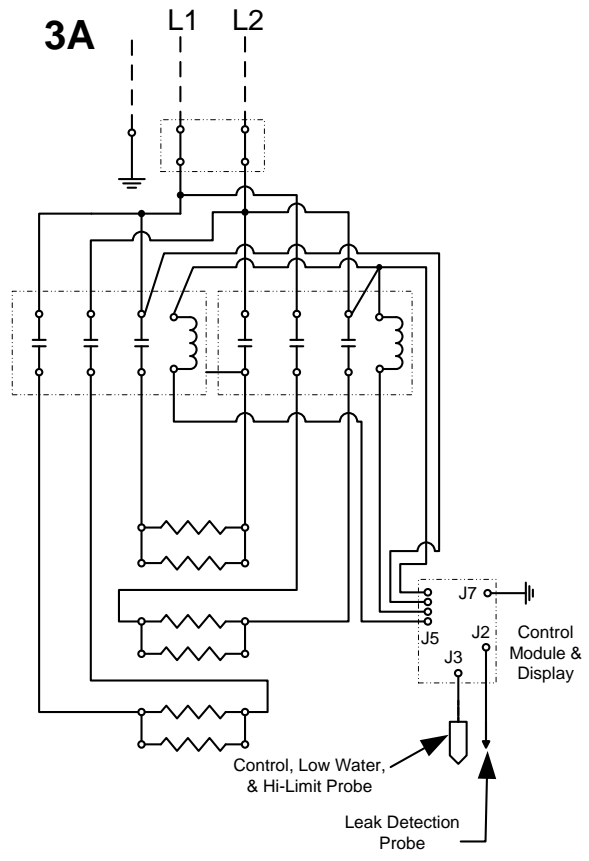 3A
L1
L2
J7
J5
J2
J3
Control
Module &
Display
Control, Low Water,
& Hi-Limit Probe
Leak Detection
Probe